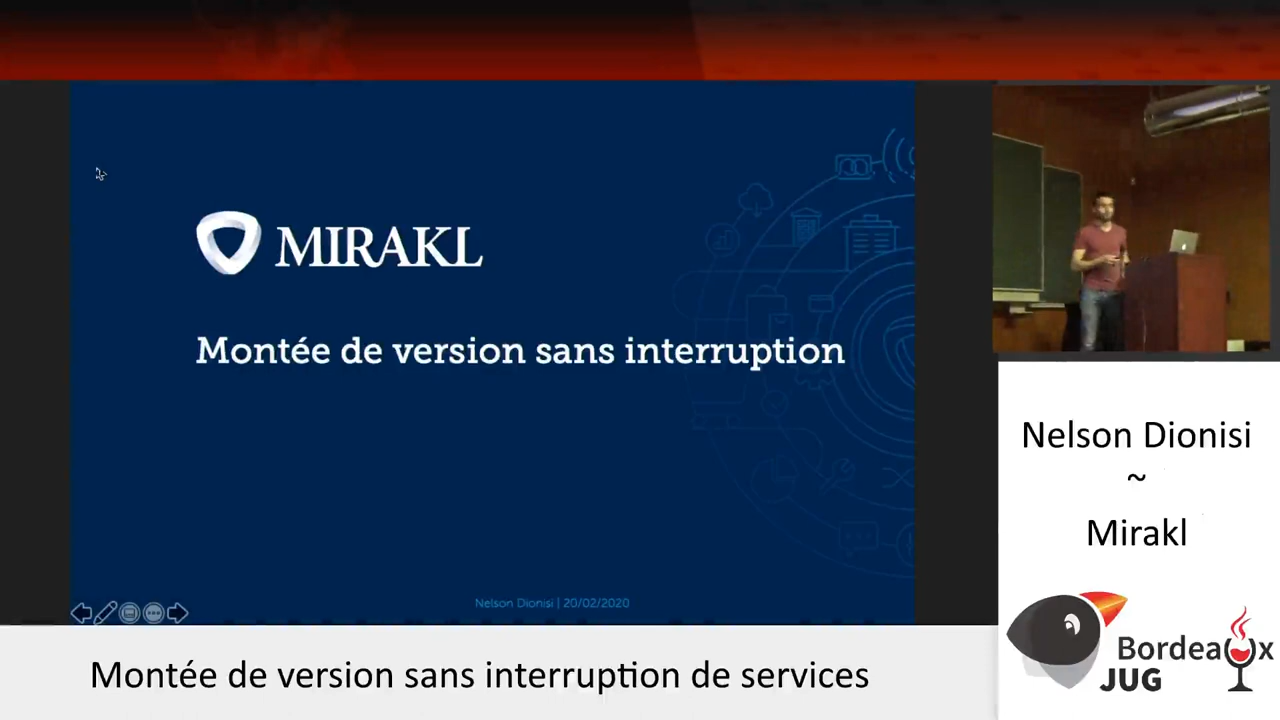 MIRAKL
Montée de version sans interruption
Nelson Dionisi | 20/02/2020
Nelson Dionisi
~
Mirakl
Bordeaux
JUG
Montée de version sans interruption de services